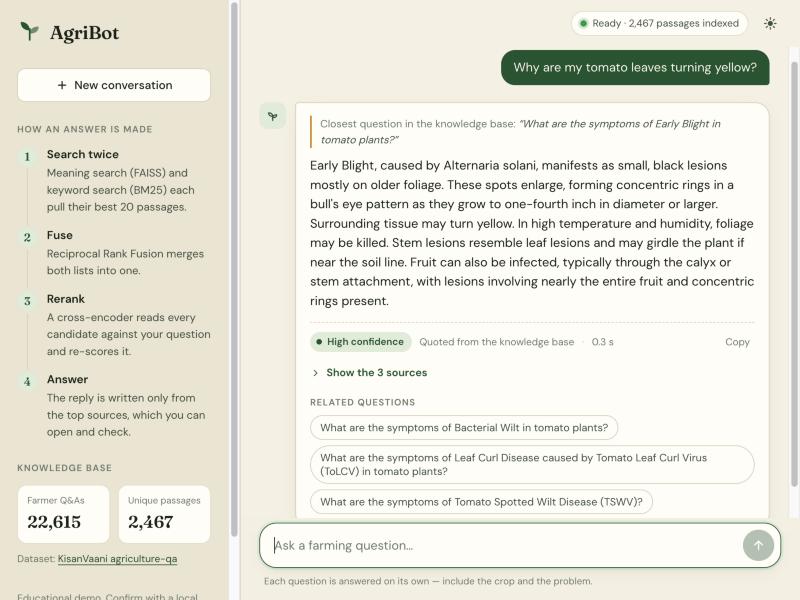 AgriBot
+ New conversation
HOW AN ANSWER IS MADE
1 Search twice
Meaning search (FAISS) and
keyword search (BM25) each
pull their best 20 passages.
2 Fuse
Reciprocal Rank Fusion merges
both lists into one.
3 Rerank
A cross-encoder reads every
candidate against your question
and re-scores it.
4 Answer
The reply is written only from
the top sources, which you can
open and check.
KNOWLEDGE BASE
Farmer Q&As
22,615
Unique passages
2,467
Dataset: KisanVaani agriculture-qa
Educational demo. Confirm with a local
Ready · 2,467 passages indexed
Why are my tomato leaves turning yellow?
Closest question in the knowledge base: “What are the symptoms of Early Blight in
tomato plants?”
Early Blight, caused by Alternaria solani, manifests as small, black lesions
mostly on older foliage. These spots enlarge, forming concentric rings in a
bull's eye pattern as they grow to one-fourth inch in diameter or larger.
Surrounding tissue may turn yellow. In high temperature and humidity, foliage
may be killed. Stem lesions resemble leaf lesions and may girdle the plant if
near the soil line. Fruit can also be infected, typically through the calyx or
stem attachment, with lesions involving nearly the entire fruit and concentric
rings present.
High confidence Quoted from the knowledge base · 0.3 s Copy
Show the 3 sources
RELATED QUESTIONS
What are the symptoms of Bacterial Wilt in tomato plants?
What are the symptoms of Leaf Curl Disease caused by Tomato Leaf Curl Virus
(ToLCV) in tomato plants?
What are the symptoms of Tomato Spotted Wilt Disease (TSWV)?
Ask a farming question...
Each question is answered on its own — include the crop and the problem.